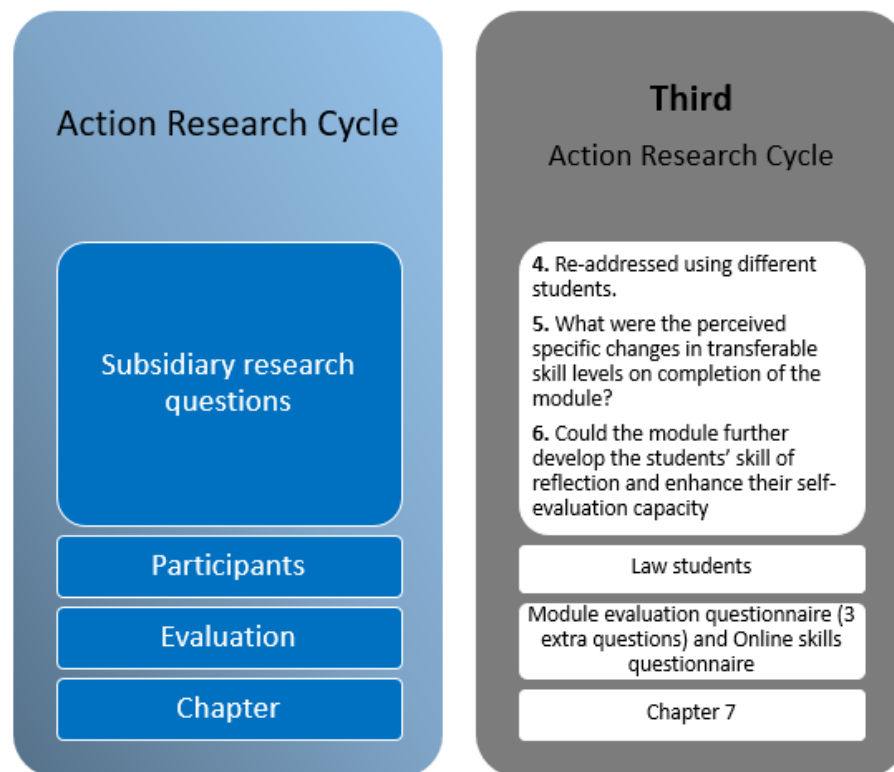 Action Research Cycle
Subsidiary research
questions
Participants
Evaluation
Chapter
Third
Action Research Cycle
4. Re-addressed using different
students.
5. What were the perceived
specific changes in transferable
skill levels on completion of the
module?
6. Could the module further
develop the students’ skill of
reflection and enhance their self-
evaluation capacity
Law students
Module evaluation questionnaire (3
extra questions) and Online skills
questionnaire
Chapter 7